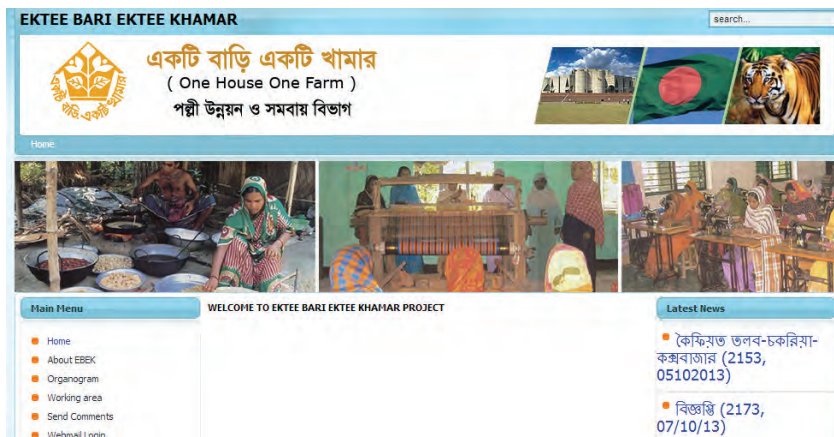 EKTEE BARI EKTEE KHAMAR
search...
একটি বাড়ি একটি খামার
( One House One Farm )
পল্লী উন্নয়ন ও সমবায় বিভাগ
একটি বাড়ি একটি খামার
Home
Main Menu
Home
About EBEK
Organogram
Working area
Send Comments
Webmail Login
WELCOME TO EKTEE BARI EKTEE KHAMAR PROJECT
Latest News
কৈফিয়ত তলব-চকরিয়া-
কক্সবাজার (2153,
05102013)
বিজ্ঞপ্তি (2173,
07/10/13)